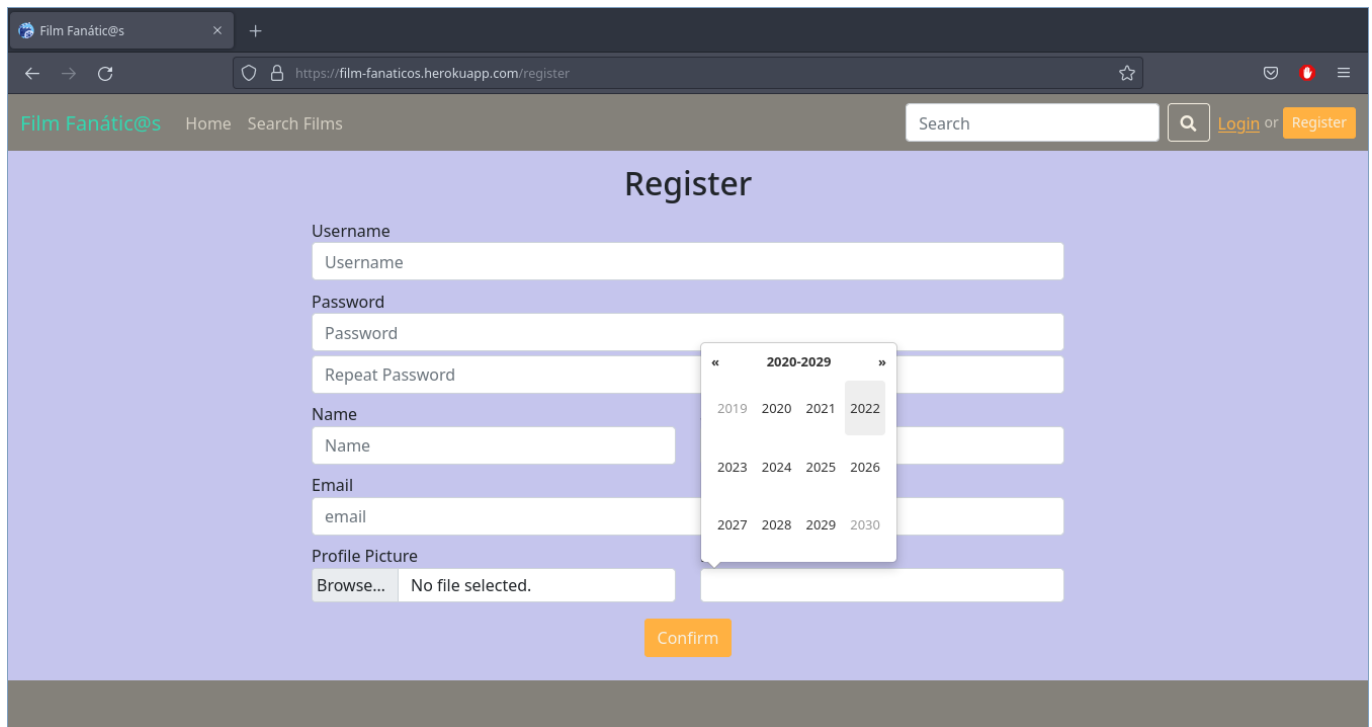 Film Fanátic@s
https://film-fanaticos.herokuapp.com/register
Film Fanátic@s Home Search Films Search Login or Register
Register
Username
Username
Password
Password
Repeat Password
Name
Name
Email
email
Profile Picture
Browse... No file selected.
« 2020-2029 »
2019 2020 2021 2022
2023 2024 2025 2026
2027 2028 2029 2030
Confirm